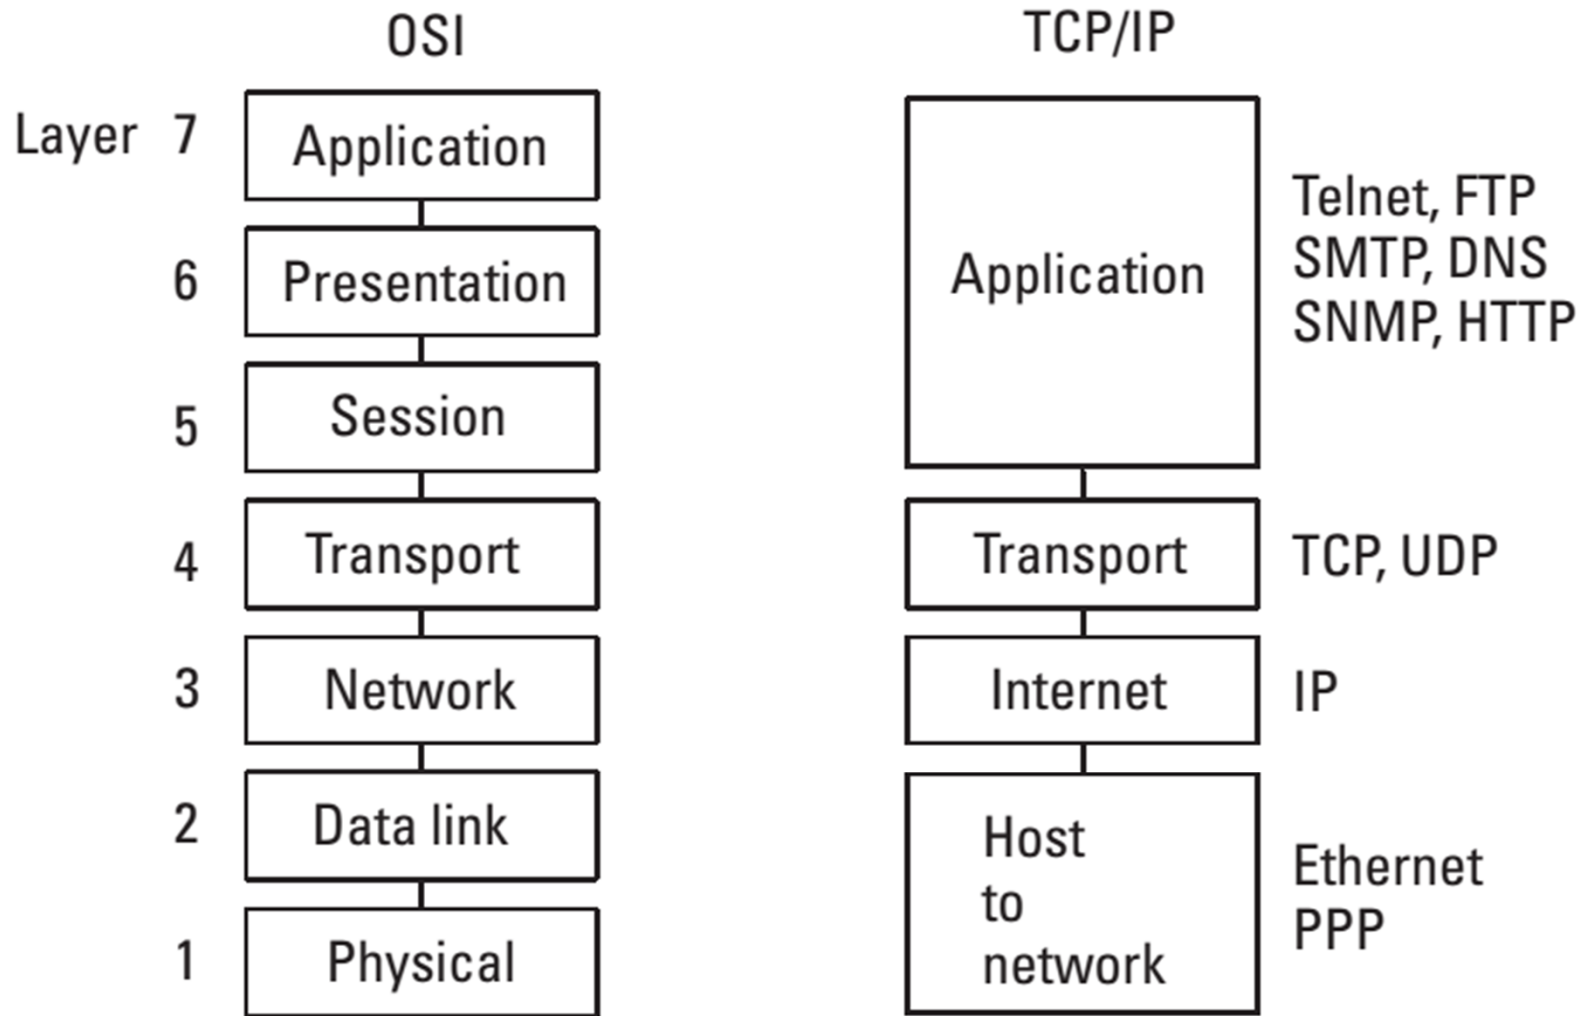 OSI
Layer 7
Application
6
Presentation
5
Session
4
Transport
3
Network
2
Data link
1
Physical
TCP/IP
Application
Telnet, FTP
SMTP, DNS
SNMP, HTTP
Transport
TCP, UDP
Internet
IP
Host
to
network
Ethernet
PPP